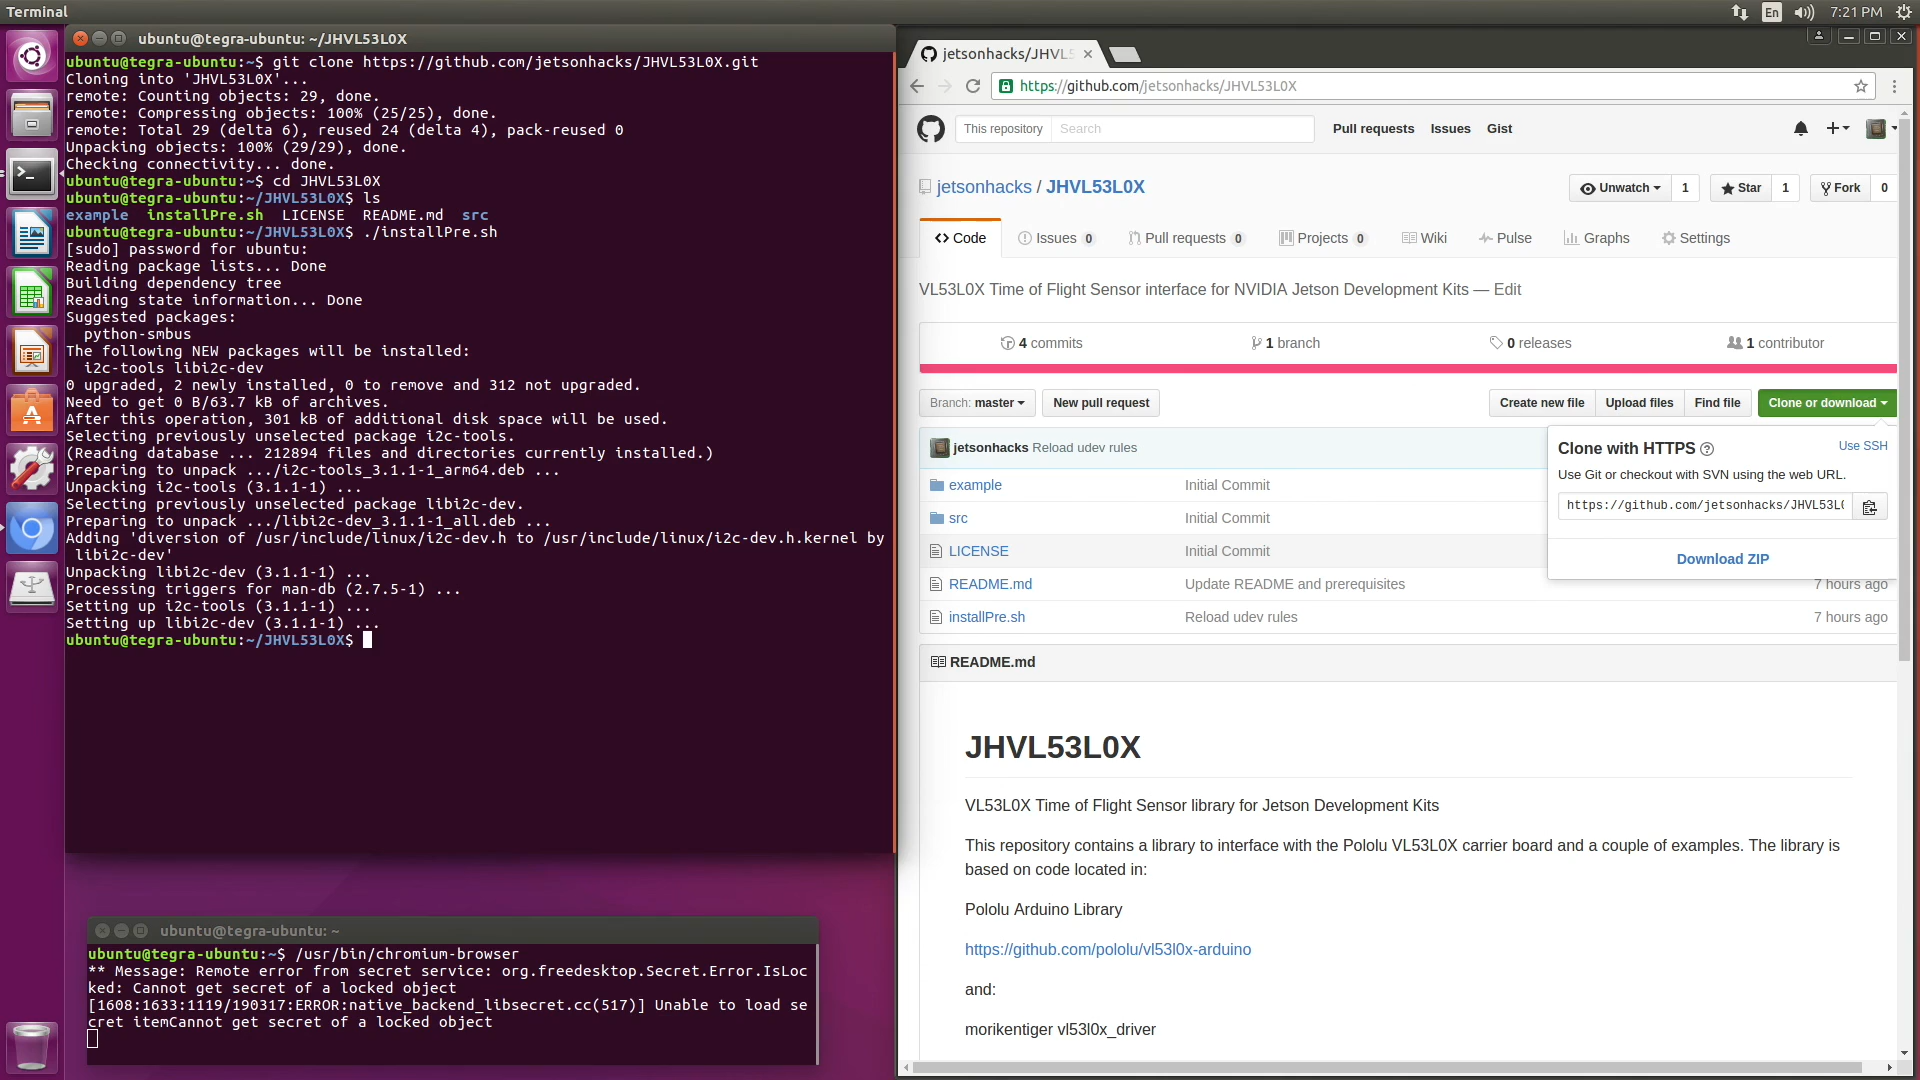 Terminal
En
7:21 PM
ubuntu@tegra-ubuntu: ~/JHVL53L0X
ubuntu@tegra-ubuntu:~$ git clone https://github.com/jetsonhacks/JHVL53L0X.git
Cloning into 'JHVL53L0X'...
remote: Counting objects: 29, done.
remote: Compressing objects: 100% (25/25), done.
remote: Total 29 (delta 6), reused 24 (delta 4), pack-reused 0
Unpacking objects: 100% (29/29), done.
Checking connectivity... done.
ubuntu@tegra-ubuntu:~$ cd JHVL53L0X
ubuntu@tegra-ubuntu:~/JHVL53L0X$ ls
example  installPre.sh  LICENSE  README.md  src
ubuntu@tegra-ubuntu:~/JHVL53L0X$ ./installPre.sh
[sudo] password for ubuntu:
Reading package lists... Done
Building dependency tree
Reading state information... Done
Suggested packages:
  python-smbus
The following NEW packages will be installed:
  i2c-tools libi2c-dev
0 upgraded, 2 newly installed, 0 to remove and 312 not upgraded.
Need to get 0 B/63.7 kB of archives.
After this operation, 301 kB of additional disk space will be used.
Selecting previously unselected package i2c-tools.
(Reading database ... 212894 files and directories currently installed.)
Preparing to unpack .../i2c-tools_3.1.1-1_arm64.deb ...
Unpacking i2c-tools (3.1.1-1) ...
Selecting previously unselected package libi2c-dev.
Preparing to unpack .../libi2c-dev_3.1.1-1_all.deb ...
Adding 'diversion of /usr/include/linux/i2c-dev.h to /usr/include/linux/i2c-dev.h.kernel by
 libi2c-dev'
Unpacking libi2c-dev (3.1.1-1) ...
Processing triggers for man-db (2.7.5-1) ...
Setting up i2c-tools (3.1.1-1) ...
Setting up libi2c-dev (3.1.1-1) ...
ubuntu@tegra-ubuntu:~/JHVL53L0X$
ubuntu@tegra-ubuntu: ~
ubuntu@tegra-ubuntu:~$ /usr/bin/chromium-browser
** Message: Remote error from secret service: org.freedesktop.Secret.Error.IsLoc
ked: Cannot get secret of a locked object
[1608:1633:1119/190317:ERROR:native_backend_libsecret.cc(517)] Unable to load se
cret itemCannot get secret of a locked object
jetsonhacks/JHVL5
https://github.com/jetsonhacks/JHVL53L0X
This repository
Search
Pull requests
Issues
Gist
jetsonhacks / JHVL53L0X
Unwatch 1
Star 1
Fork 0
Code
Issues 0
Pull requests 0
Projects 0
Wiki
Pulse
Graphs
Settings
VL53L0X Time of Flight Sensor interface for NVIDIA Jetson Development Kits — Edit
4 commits
1 branch
0 releases
1 contributor
Branch: master
New pull request
Create new file
Upload files
Find file
Clone or download
jetsonhacks Reload udev rules
example Initial Commit
src Initial Commit
LICENSE Initial Commit
README.md Update README and prerequisites 7 hours ago
installPre.sh Reload udev rules 7 hours ago
Clone with HTTPS
Use SSH
Use Git or checkout with SVN using the web URL.
https://github.com/jetsonhacks/JHVL53L0
Download ZIP
README.md
JHVL53L0X
VL53L0X Time of Flight Sensor library for Jetson Development Kits
This repository contains a library to interface with the Pololu VL53L0X carrier board and a couple of examples. The library is
based on code located in:
Pololu Arduino Library
https://github.com/pololu/vl53l0x-arduino
and:
morikentiger vl53l0x_driver